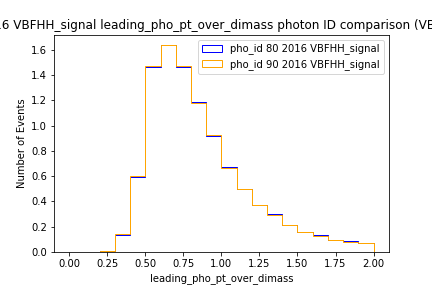 16 VBFHH_signal leading_pho_pt_over_dimass photon ID comparison (VB
pho_id 80 2016 VBFHH_signal
pho_id 90 2016 VBFHH_signal
1.6
1.4
1.2
1.0
0.8
0.6
0.4
0.2
0.0
Number of Events
0.00 0.25 0.50 0.75 1.00 1.25 1.50 1.75 2.00
leading_pho_pt_over_dimass